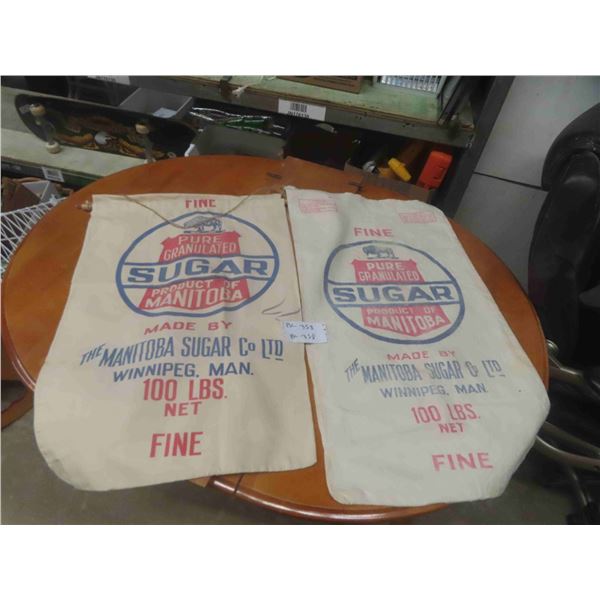 FINE
PURE
GRANULATED
SUGAR
PRODUCT OF
MANITOBA
MADE BY
THE MANITOBA SUGAR CO LTD
WINNIPEG, MAN.
100 LBS.
NET
FINE
FINE
PURE
GRANULATED
SUGAR
PRODUCT OF
MANITOBA
MADE BY
THE MANITOBA SUGAR Co LTD
WINNIPEG, MAN.
100 LBS.
NET
FINE